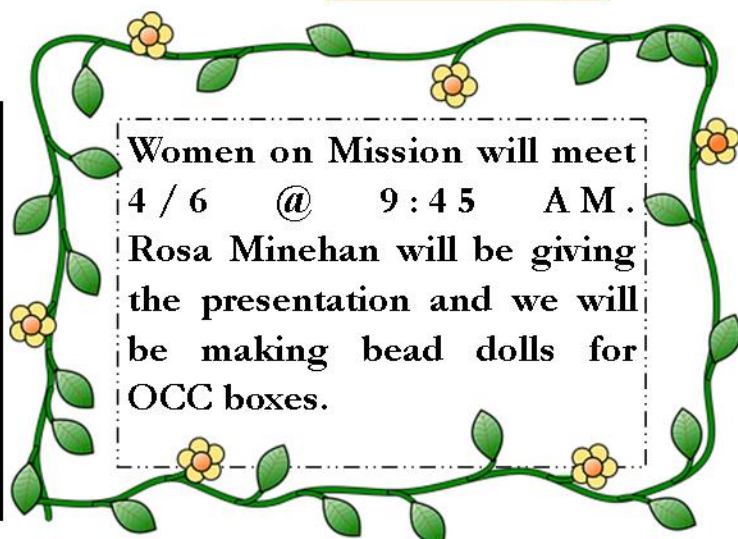 Women on Mission will meet
4/6 @ 9:45 AM.
Rosa Minehan will be giving
the presentation and we will
be making bead dolls for
OCC boxes.